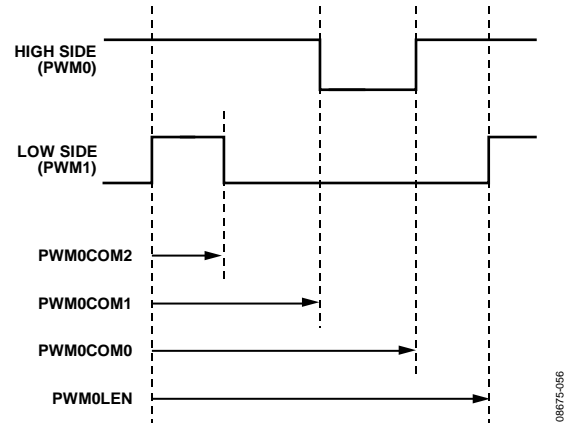 HIGH SIDE
(PWM0)
LOW SIDE
(PWM1)
PWM0COM2
PWM0COM1
PWM0COM0
PWM0LEN
08675-056